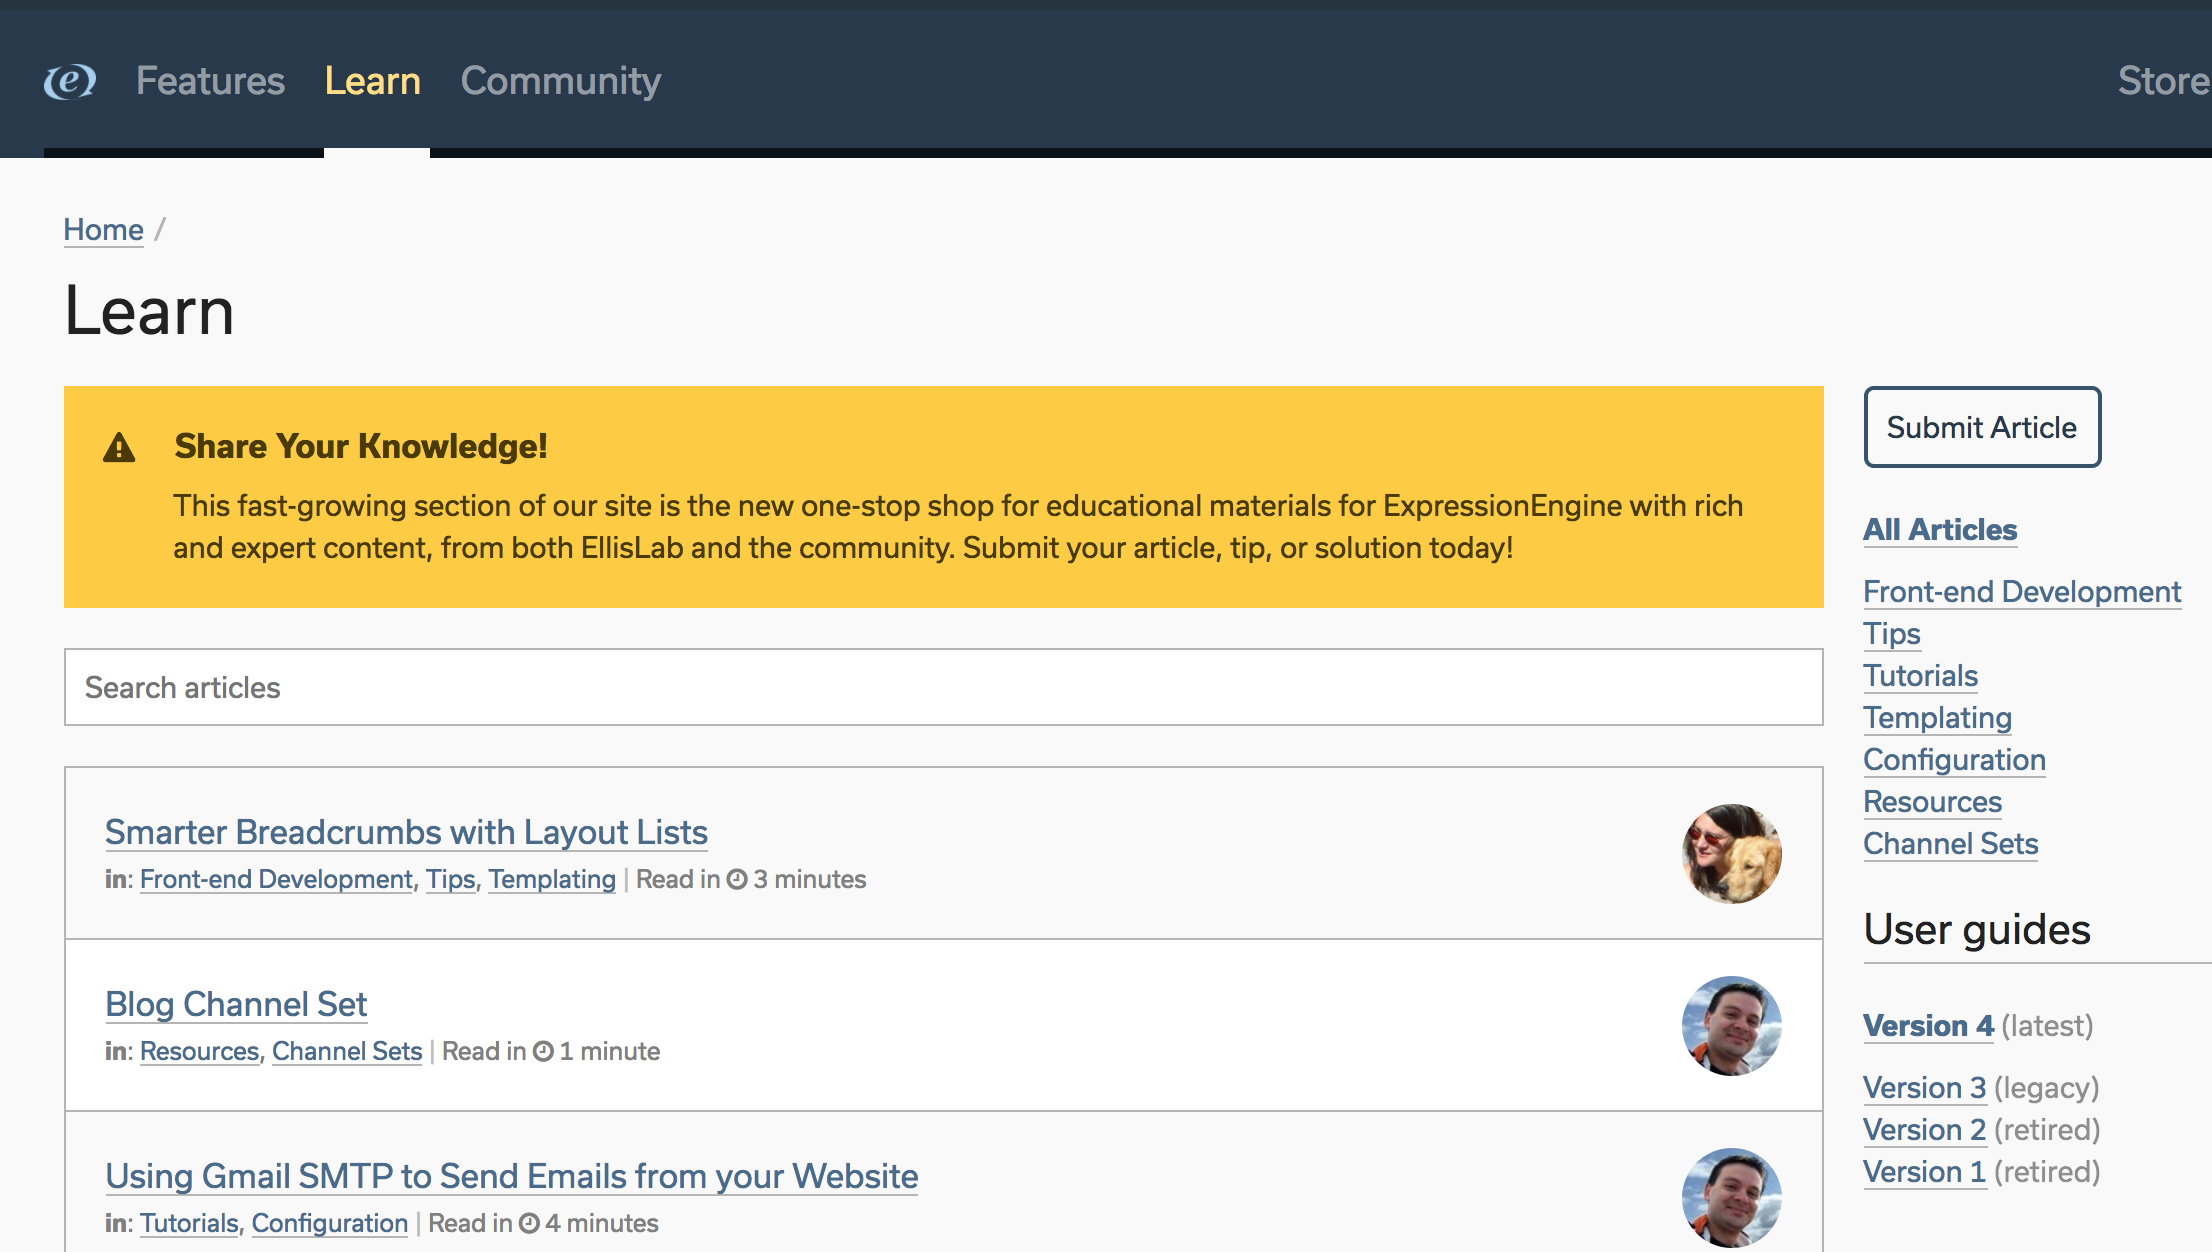 e Features Learn Community Store
Home /
Learn
Share Your Knowledge!
This fast-growing section of our site is the new one-stop shop for educational materials for ExpressionEngine with rich
and expert content, from both EllisLab and the community. Submit your article, tip, or solution today!
Search articles
Smarter Breadcrumbs with Layout Lists
in: Front-end Development, Tips, Templating | Read in 3 minutes
Blog Channel Set
in: Resources, Channel Sets | Read in 1 minute
Using Gmail SMTP to Send Emails from your Website
in: Tutorials, Configuration | Read in 4 minutes
Submit Article
All Articles
Front-end Development
Tips
Tutorials
Templating
Configuration
Resources
Channel Sets
User guides
Version 4 (latest)
Version 3 (legacy)
Version 2 (retired)
Version 1 (retired)